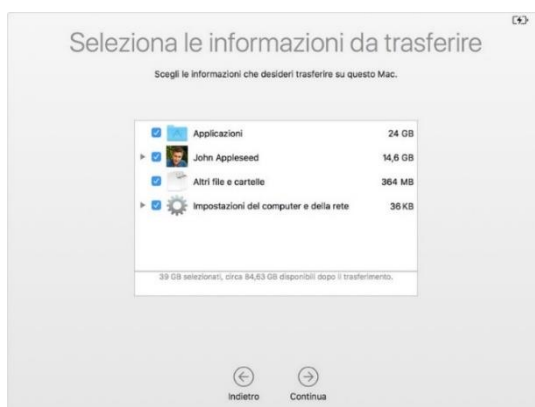 Seleziona le informazioni da trasferire
Scegli le informazioni che desideri trasferire su questo Mac.
Applicazioni 24 GB
John Appleseed 14,6 GB
Altri file e cartelle 364 MB
Impostazioni del computer e della rete 36 KB
39 GB selezionati, circa 84,63 GB disponibili dopo il trasferimento.
Indietro Continua